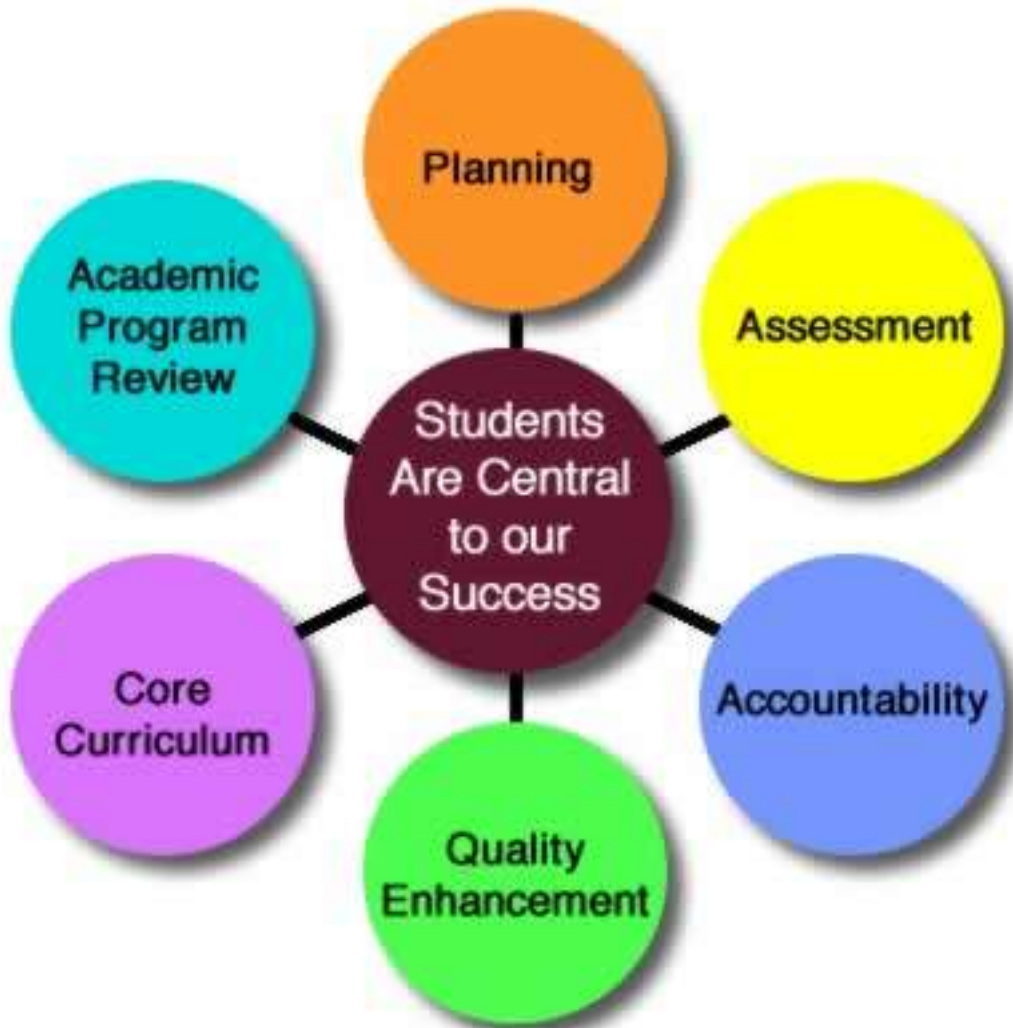 Planning
Academic
Program
Review
Assessment
Students
Are Central
to our
Success
Core
Curriculum
Accountability
Quality
Enhancement